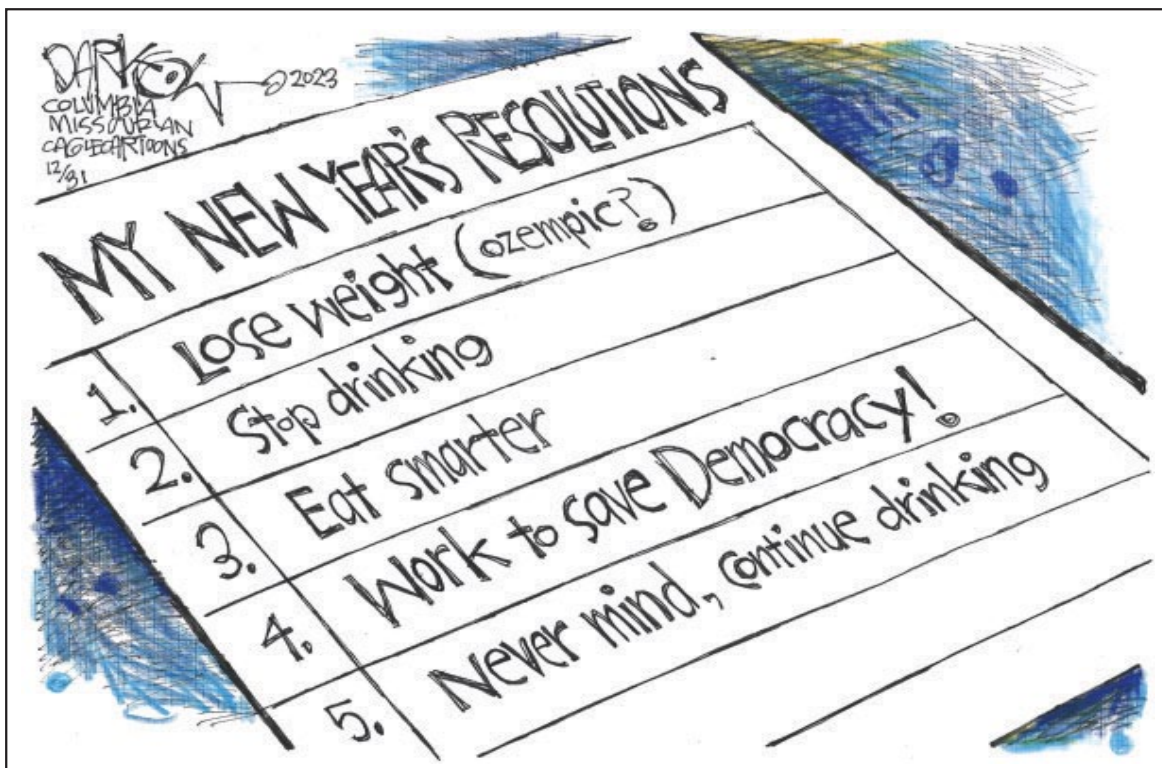 DARKOW © 2023
COLUMBIA
MISSOURIAN
CAGLECARTOONS
12/31
MY NEW YEAR'S RESOLUTIONS
1. Lose weight (ozempic?!)
2. Stop drinking
3. Eat smarter
4. Work to save Democracy!
5. Never mind, continue drinking